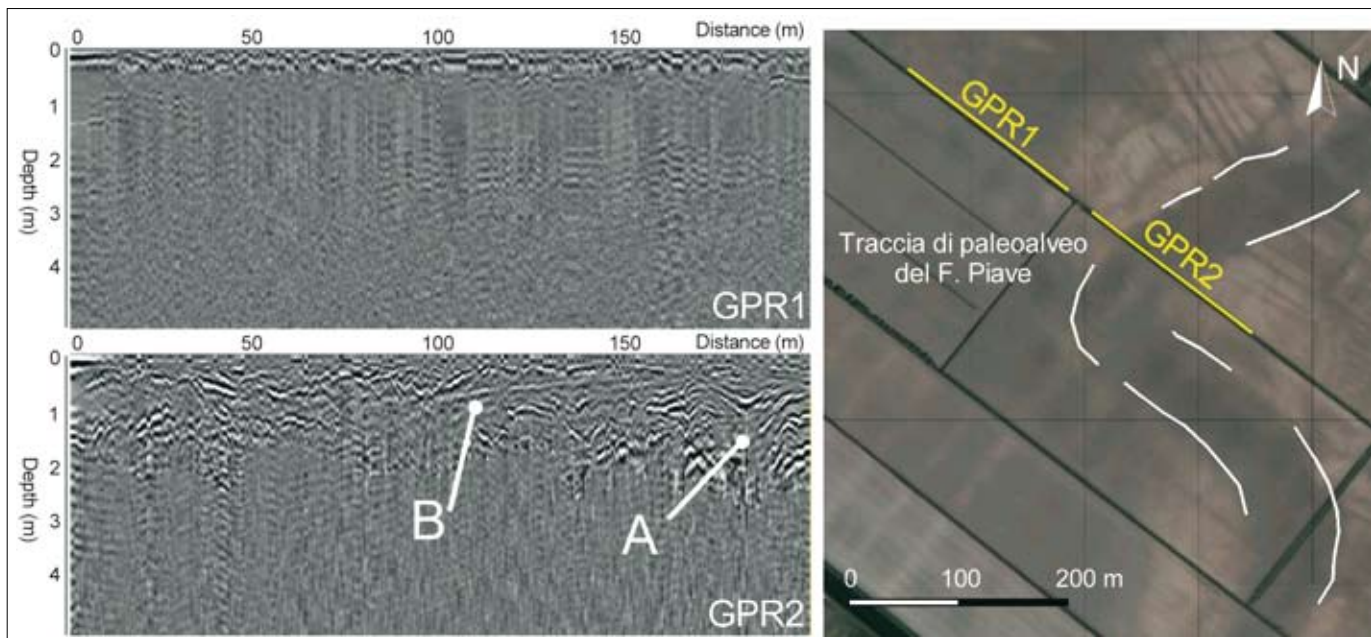 0 50 100 150 Distance (m)
0
1
2
3
4
Depth (m)
GPR1
0 50 100 150 Distance (m)
0
1
2
3
4
Depth (m)
B
A
GPR2
N
GPR1
GPR2
Traccia di paleoalveo
del F. Piave
0 100 200 m